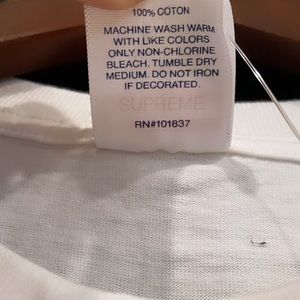 100% COTON
MACHINE WASH WARM
WITH LIKE COLORS
ONLY NON-CHLORINE
BLEACH. TUMBLE DRY
MEDIUM. DO NOT IRON
IF DECORATED.
SUPREME
RN#101837